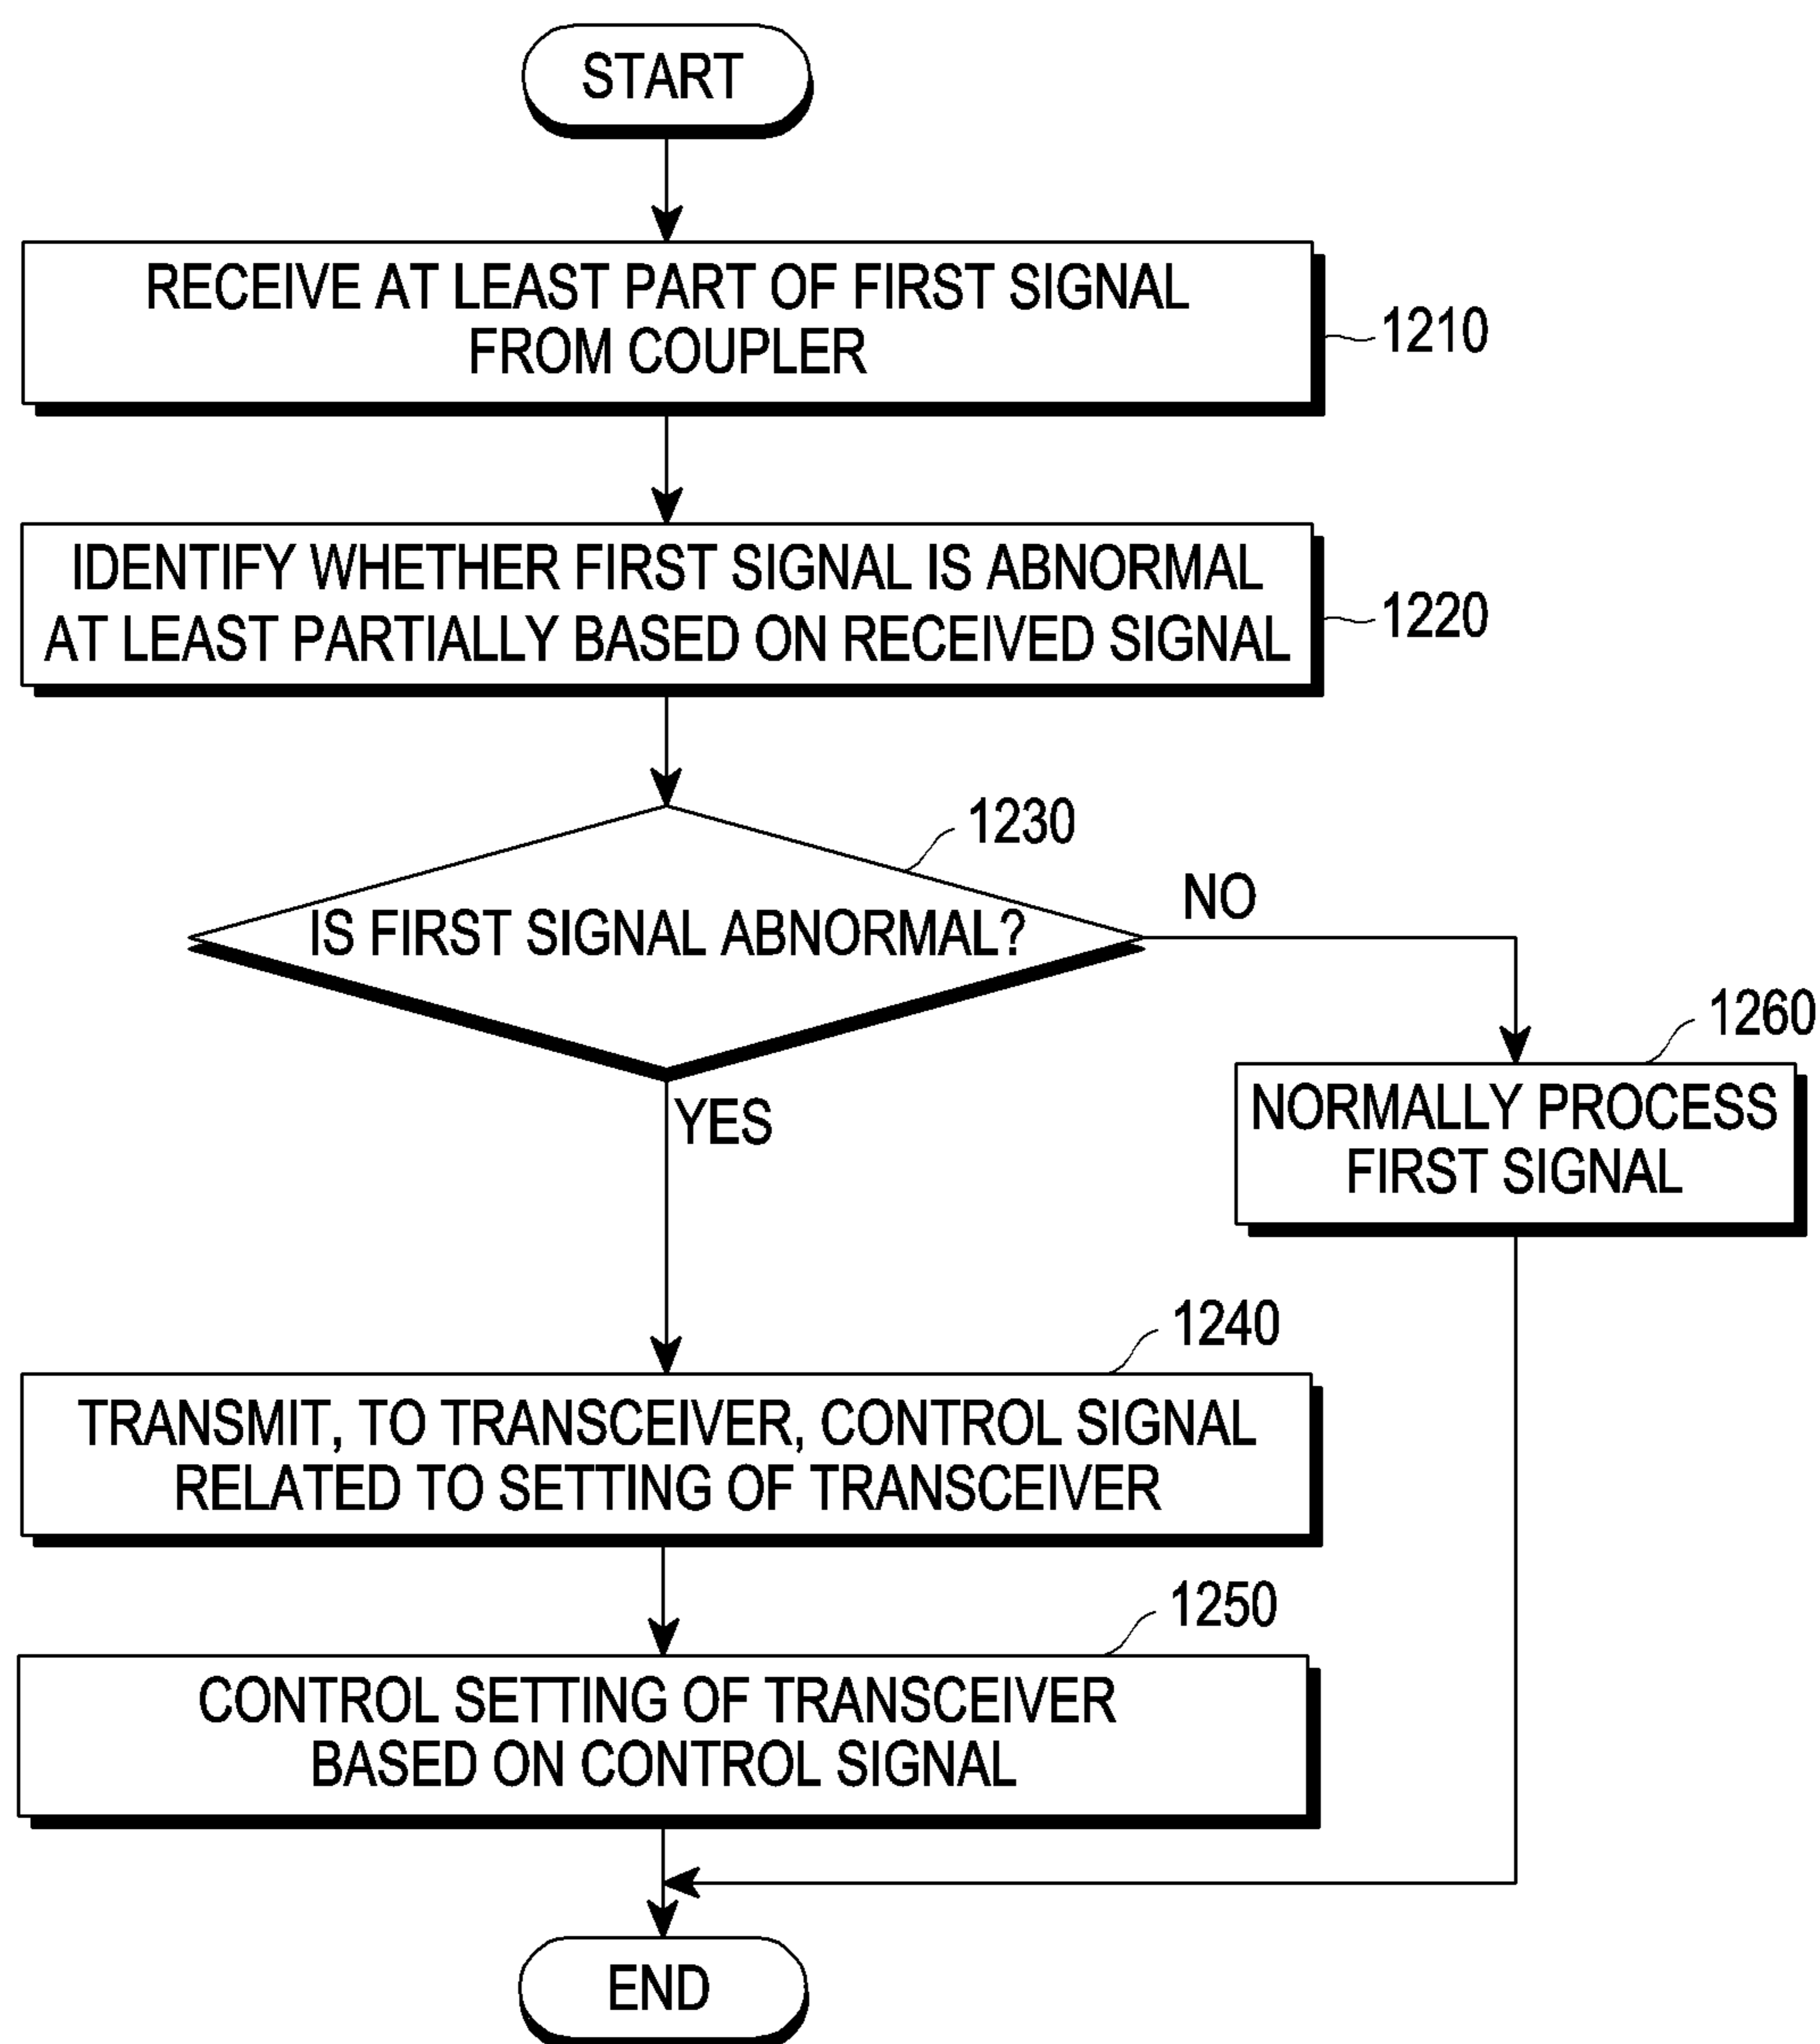 START
RECEIVE AT LEAST PART OF FIRST SIGNAL
FROM COUPLER
1210
IDENTIFY WHETHER FIRST SIGNAL IS ABNORMAL
AT LEAST PARTIALLY BASED ON RECEIVED SIGNAL
1220
1230
IS FIRST SIGNAL ABNORMAL?
NO
YES
1260
NORMALLY PROCESS
FIRST SIGNAL
1240
TRANSMIT, TO TRANSCEIVER, CONTROL SIGNAL
RELATED TO SETTING OF TRANSCEIVER
1250
CONTROL SETTING OF TRANSCEIVER
BASED ON CONTROL SIGNAL
END